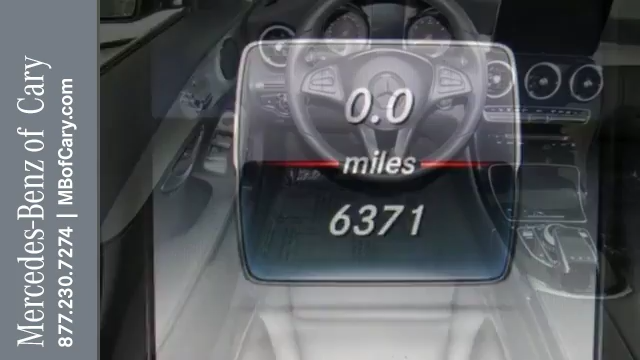 Mercedes-Benz of Cary
877.230.7274 | MBofCary.com
0.0
miles
6371